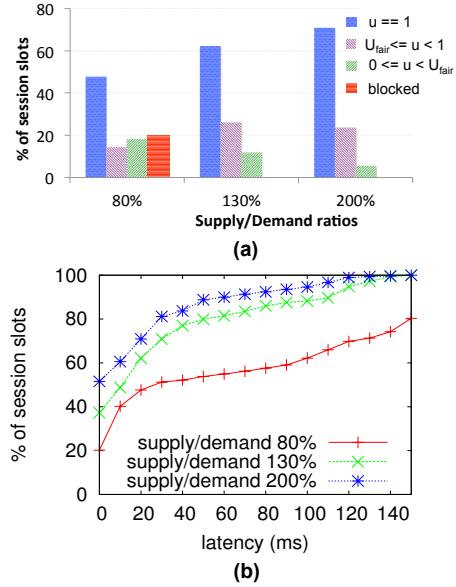 80
60
40
20
0
% of session slots
u == 1
Ufair<= u < 1
0 <= u < Ufair
blocked
80%
130%
200%
Supply/Demand ratios
(a)
100
80
60
40
20
0
% of session slots
supply/demand 80%
supply/demand 130%
supply/demand 200%
0 20 40 60 80 100 120 140
latency (ms)
(b)